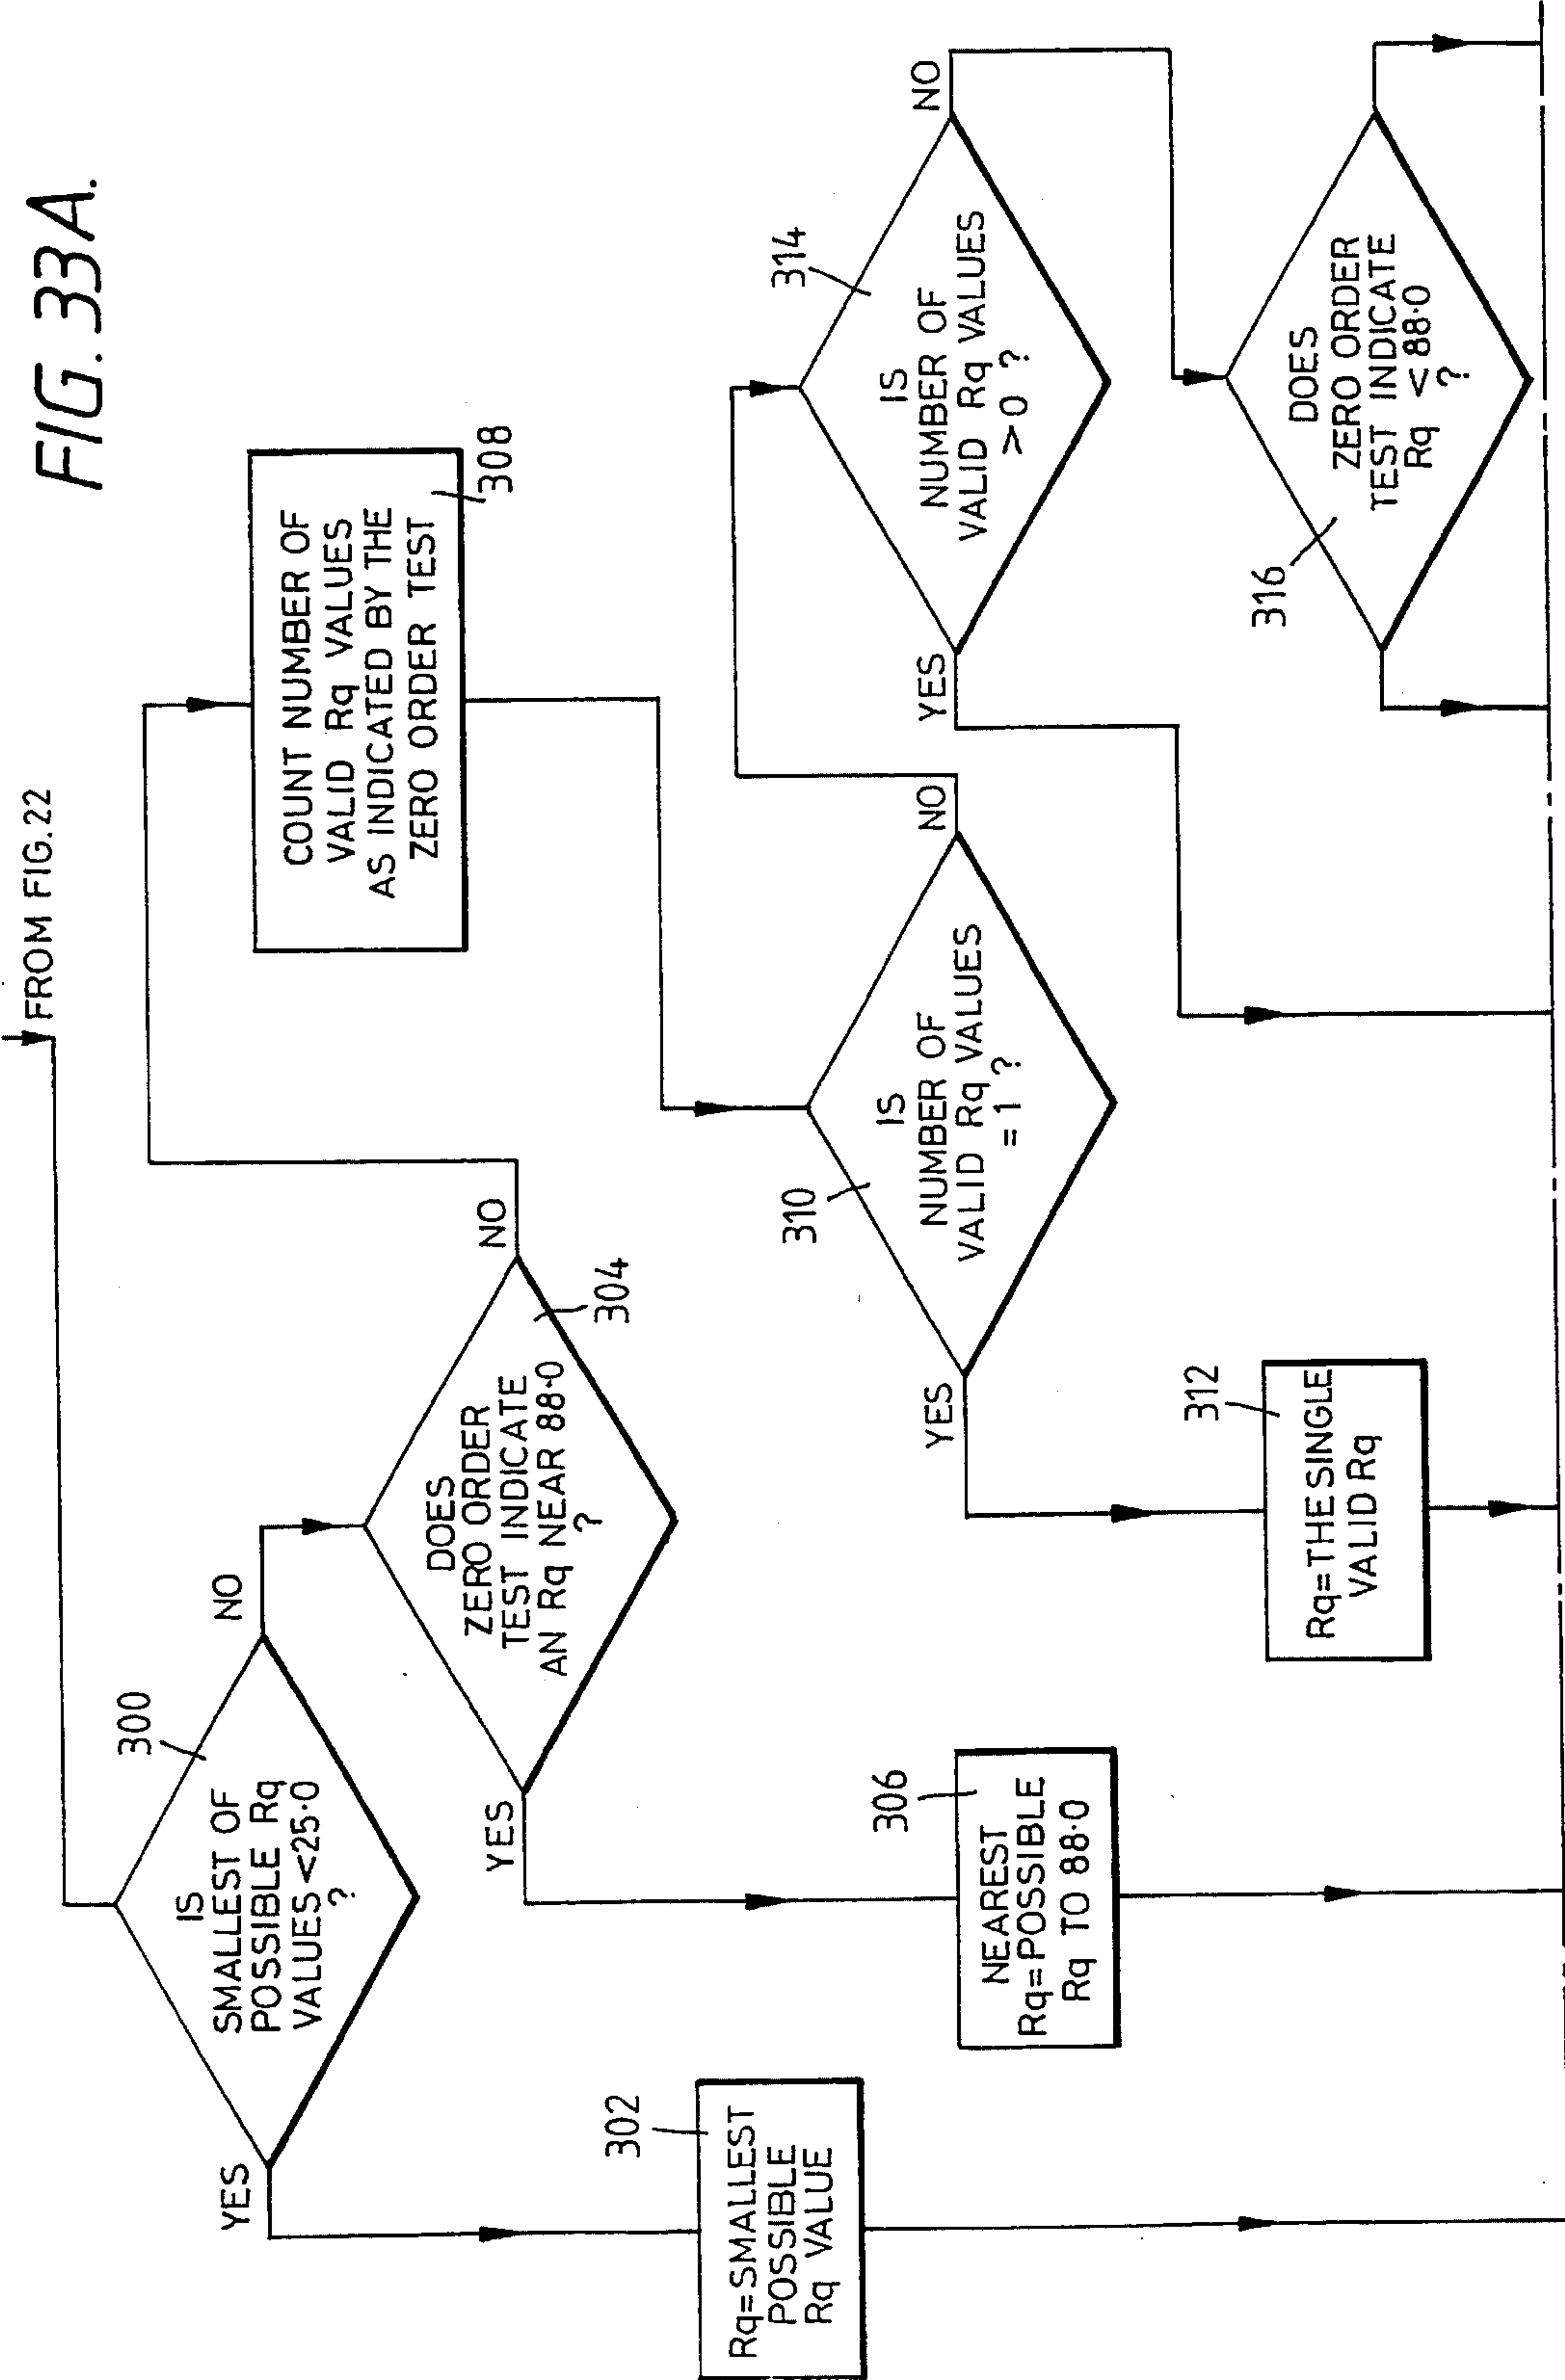 FIG. 33A.
FROM FIG. 22
300
IS
SMALLEST OF
POSSIBLE Rq
VALUES <25·0
?
YES
NO
302
Rq=SMALLEST
POSSIBLE
Rq VALUE
304
DOES
ZERO ORDER
TEST INDICATE
AN Rq NEAR 88·0
?
YES
NO
306
NEAREST
Rq=POSSIBLE
Rq TO 88·0
308
COUNT NUMBER OF
VALID Rq VALUES
AS INDICATED BY THE
ZERO ORDER TEST
310
IS
NUMBER OF
VALID Rq VALUES
=1 ?
YES
NO
312
Rq=THE SINGLE
VALID Rq
314
IS
NUMBER OF
VALID Rq VALUES
>0 ?
YES
NO
316
DOES
ZERO ORDER
TEST INDICATE
Rq <88·0
?